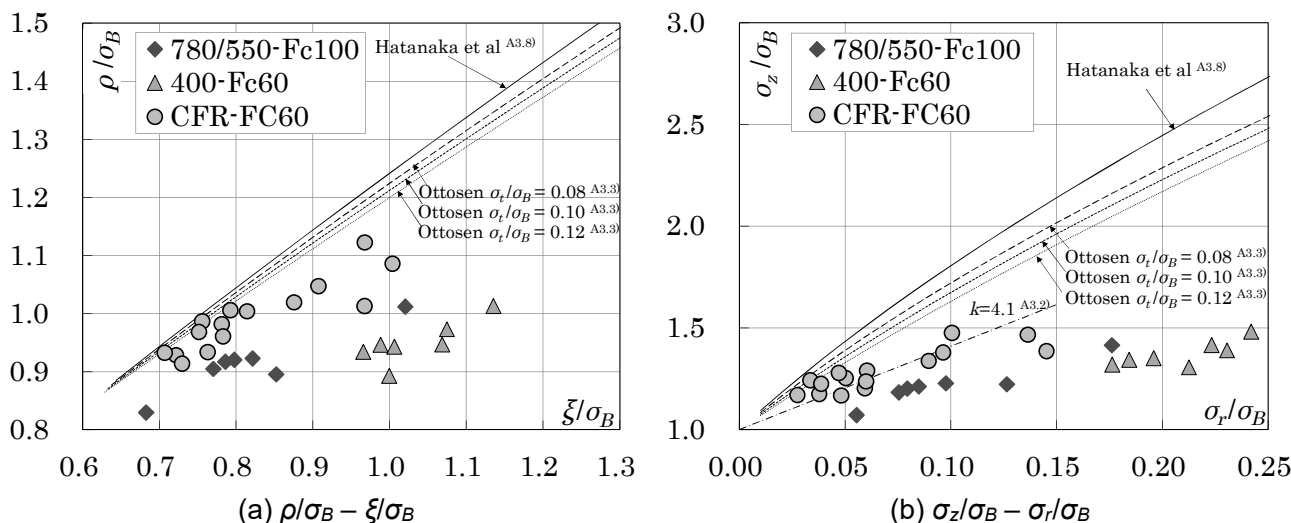 1.5
1.4
1.3
1.2
1.1
1.0
0.9
0.8
ρ/σB
780/550-Fc100
400-Fc60
CFR-FC60
Hatanaka et al A3.8)
Ottosen σt/σB = 0.08 A3.3)
Ottosen σt/σB = 0.10 A3.3)
Ottosen σt/σB = 0.12 A3.3)
ξ/σB
0.6 0.7 0.8 0.9 1.0 1.1 1.2 1.3
(a) ρ/σB – ξ/σB
3.0
2.5
2.0
1.5
1.0
σz/σB
780/550-Fc100
400-Fc60
CFR-FC60
Hatanaka et al A3.8)
Ottosen σt/σB = 0.08 A3.3)
Ottosen σt/σB = 0.10 A3.3)
Ottosen σt/σB = 0.12 A3.3)
k=4.1 A3.2)
σr/σB
0.00 0.05 0.10 0.15 0.20 0.25
(b) σz/σB – σr/σB